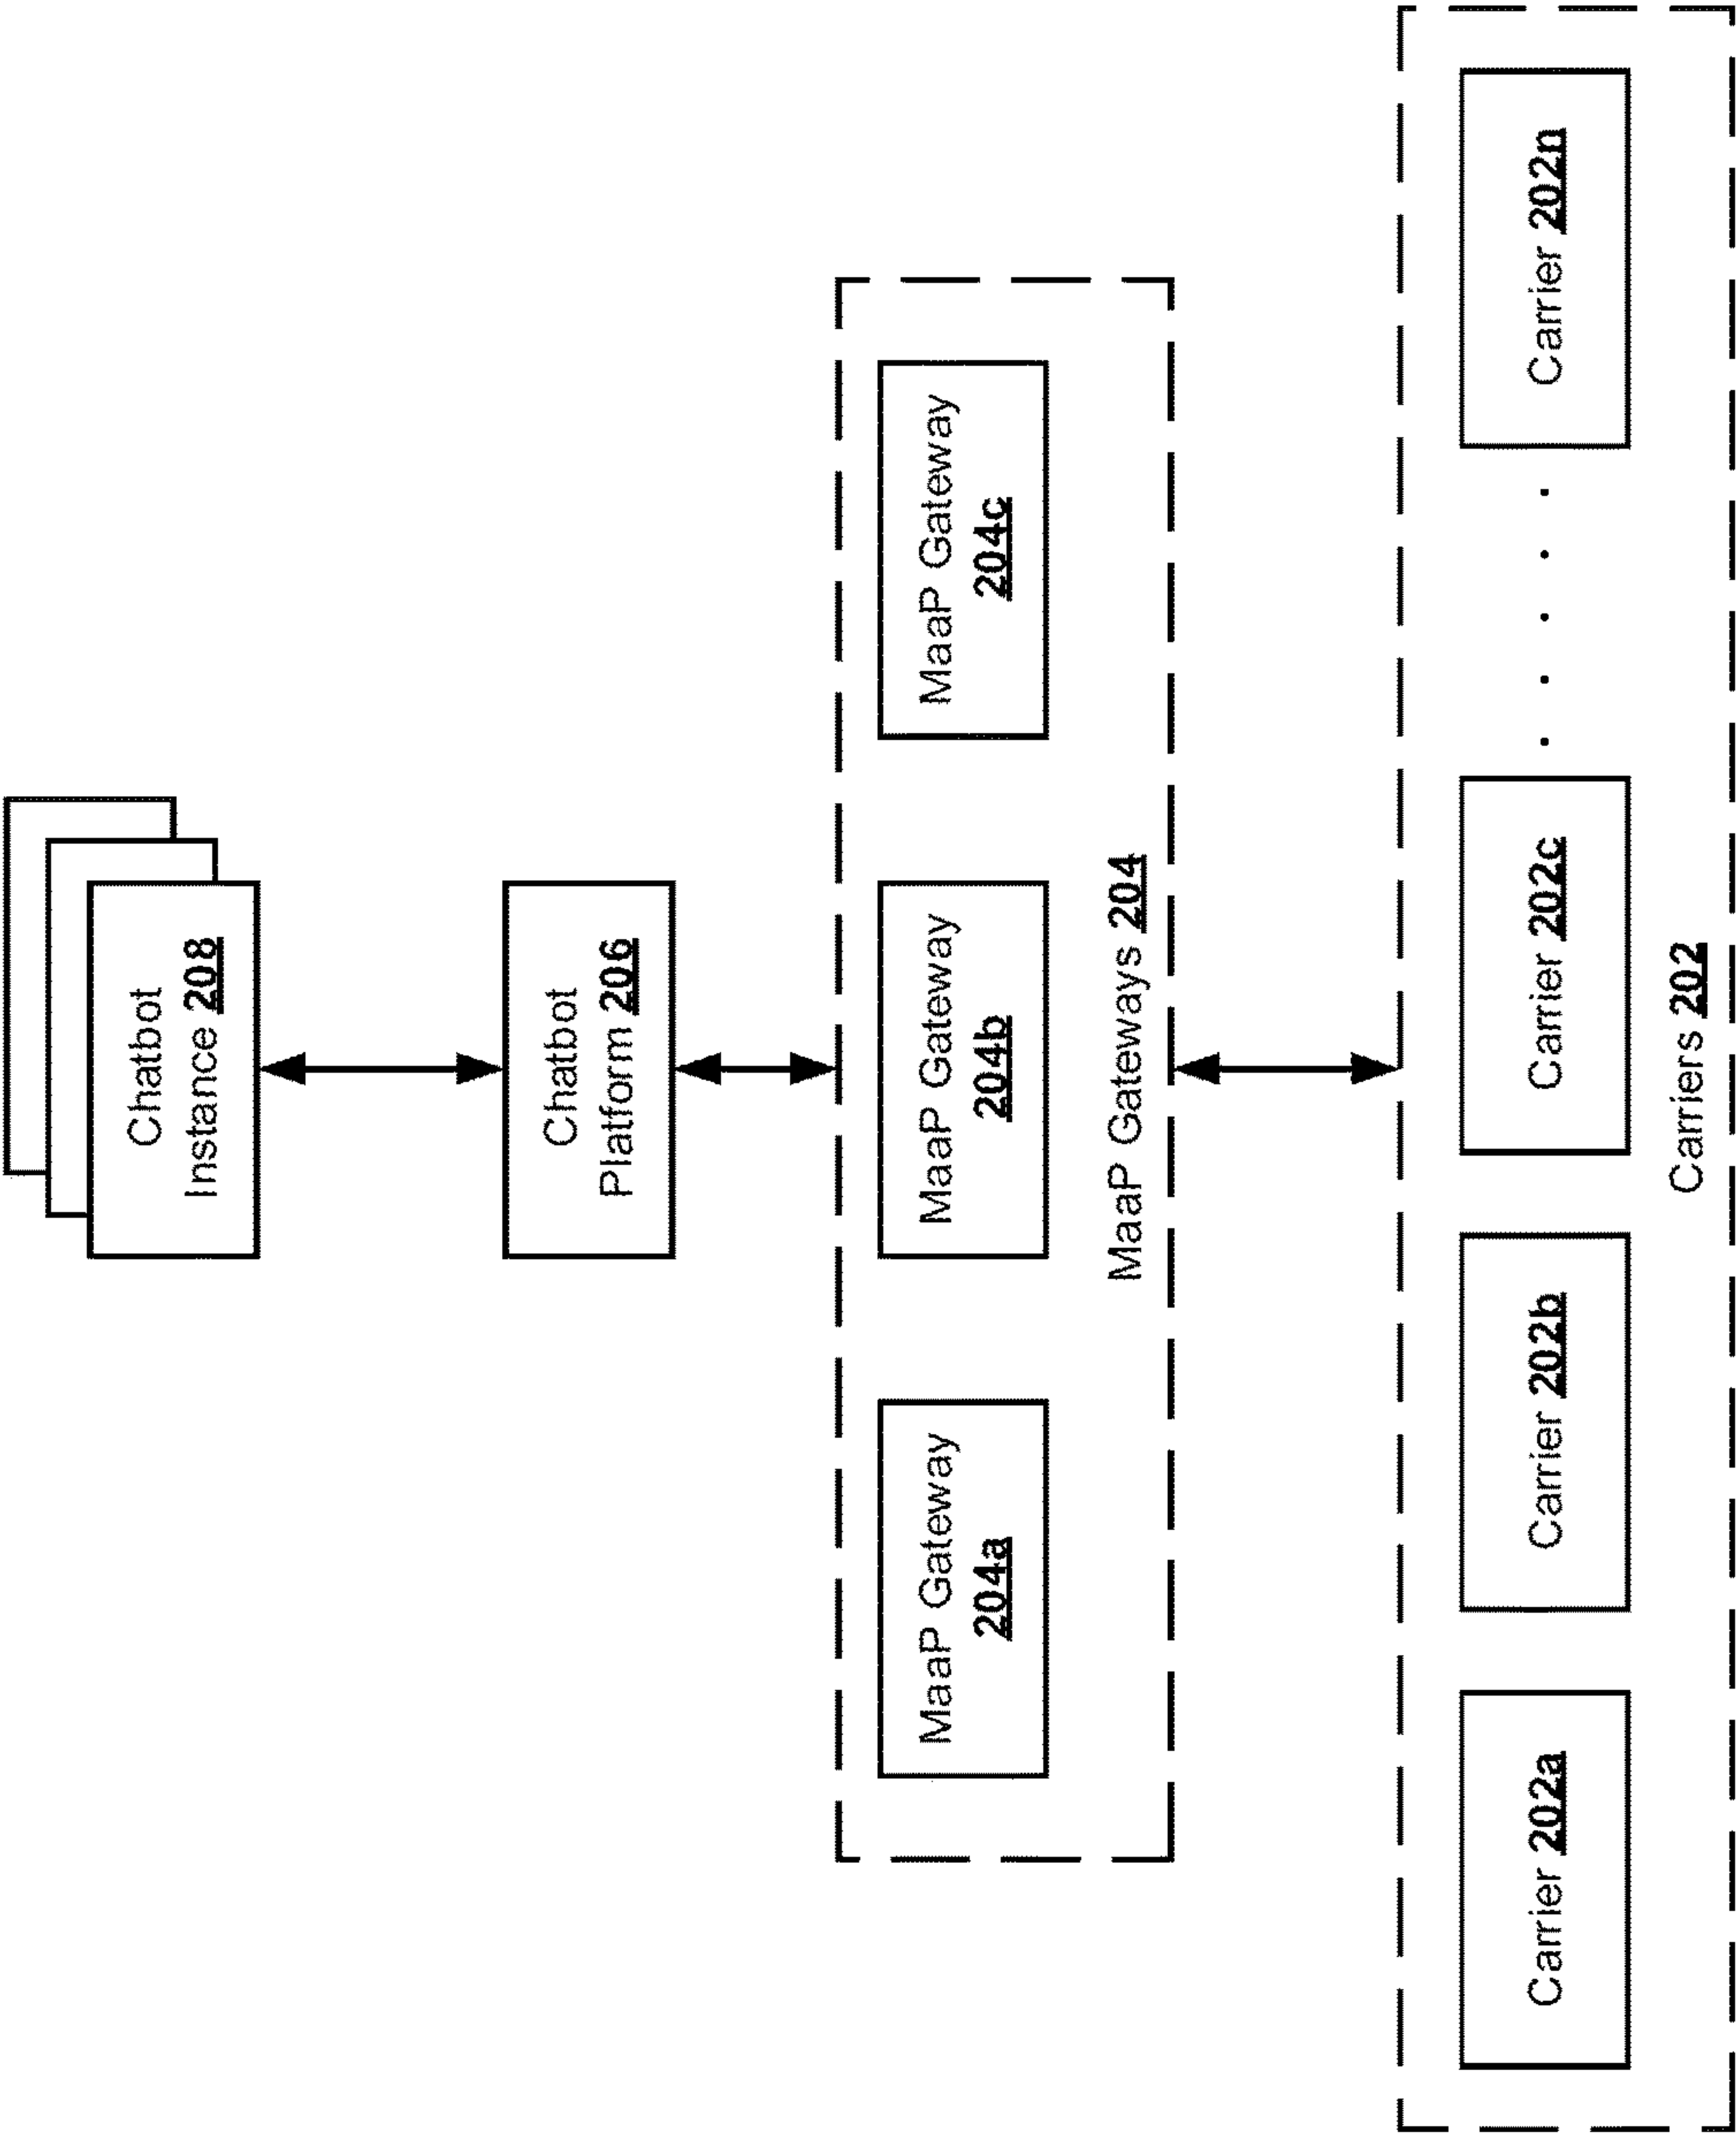 Chatbot
Instance 208
Chatbot
Platform 206
MaaP Gateway
204a
MaaP Gateway
204b
MaaP Gateway
204c
MaaP Gateways 204
Carrier 202a
Carrier 202b
Carrier 202c
. . . . .
Carrier 202n
Carriers 202